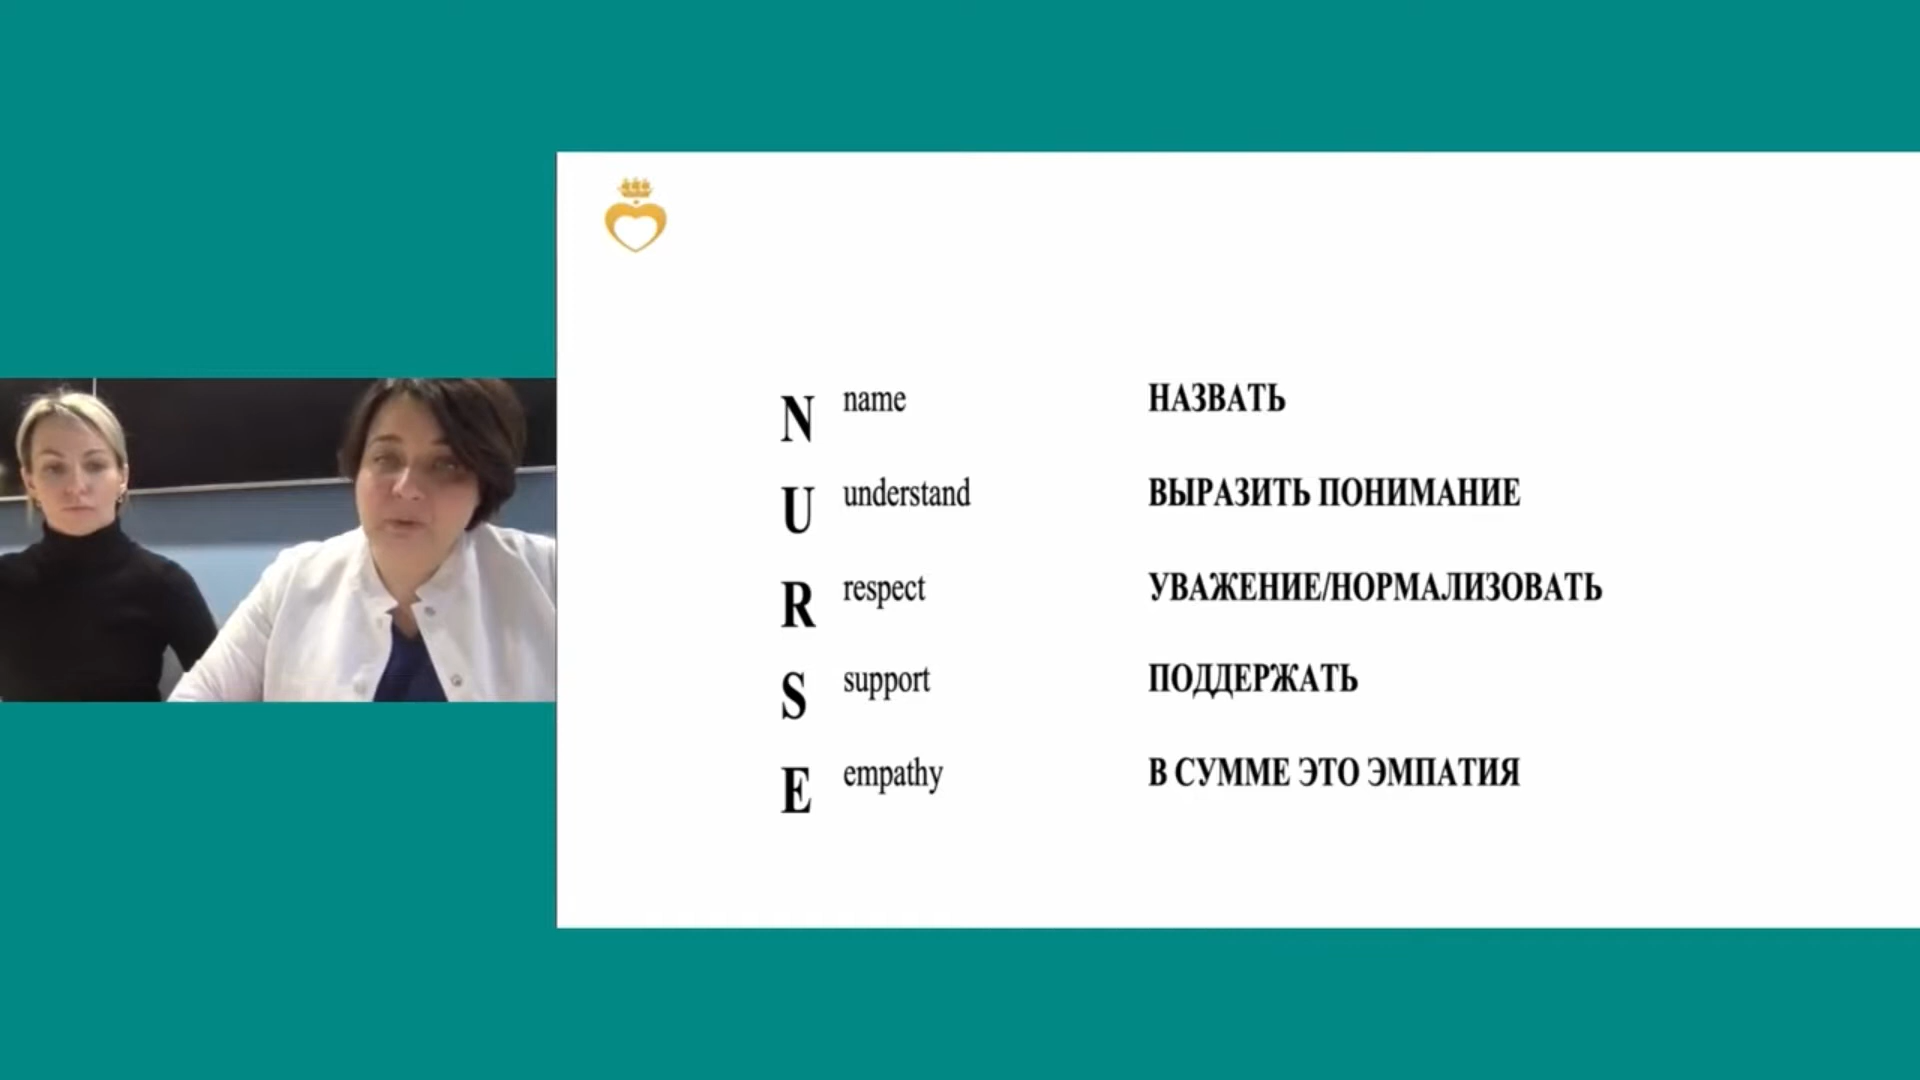 N name НАЗВАТЬ
U understand ВЫРАЗИТЬ ПОНИМАНИЕ
R respect УВАЖЕНИЕ/НОРМАЛИЗОВАТЬ
S support ПОДДЕРЖАТЬ
E empathy В СУММЕ ЭТО ЭМПАТИЯ